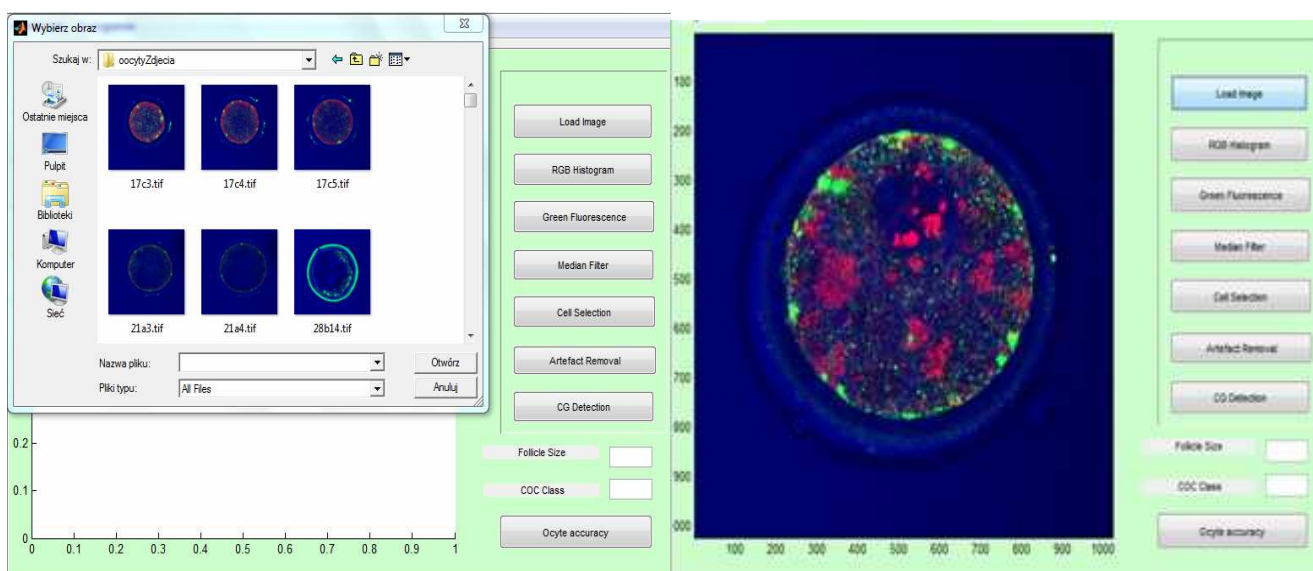 Wybierz obraz
Szukaj w:
oocytyZdjecia
Ostatnie miejsca
Pulpit
Biblioteki
Komputer
Sieć
17c3.tif
17c4.tif
17c5.tif
21a3.tif
21a4.tif
28b14.tif
Nazwa pliku:
Otwórz
Pliki typu:
All Files
Anuluj
Load Image
RGB Histogram
Green Fluorescence
Median Filter
Cell Selection
Artefact Removal
CG Detection
Follicle Size
COC Class
Ocyte accuracy
0.2
0.1
0
0 0.1 0.2 0.3 0.4 0.5 0.6 0.7 0.8 0.9 1
100
200
300
400
500
600
700
800
900
000
100 200 300 400 500 600 700 800 900 1000
Load Image
RGB Histogram
Green Fluorescence
Median Filter
Cell Selection
Artefact Removal
CG Detection
Follicle Size
COC Class
Ocyte accuracy